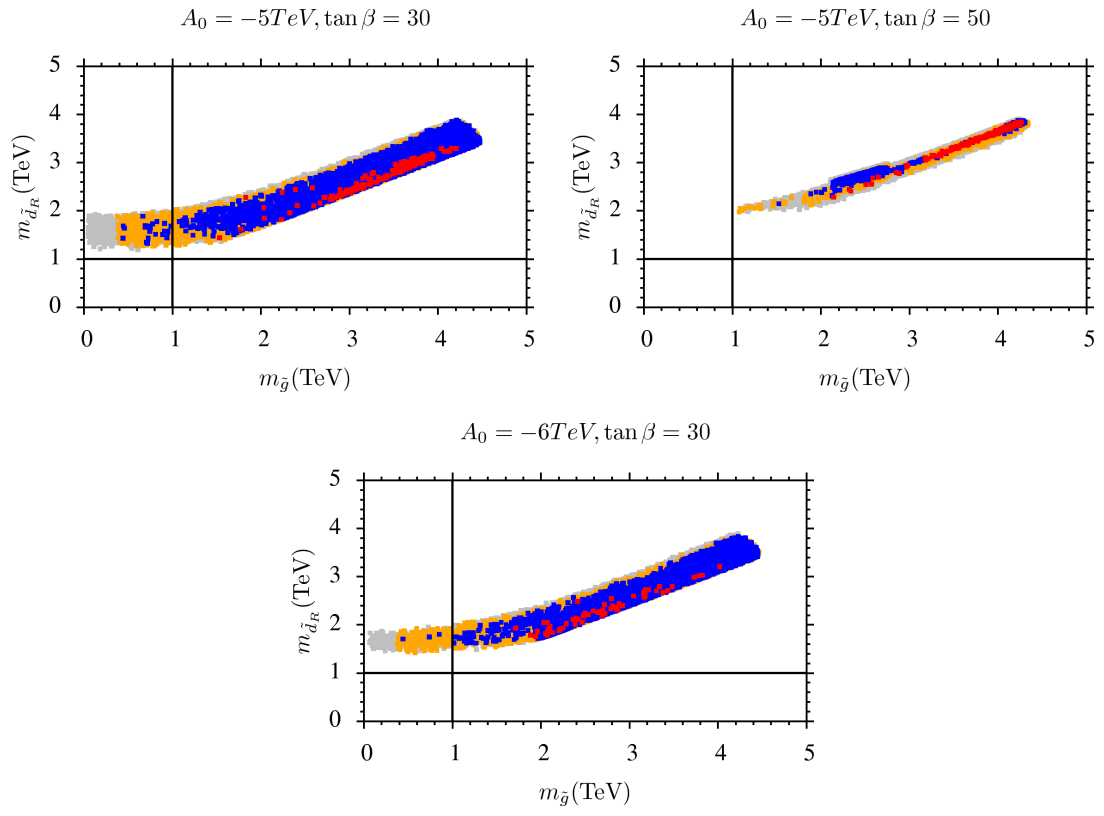 A_0 = −5TeV, tan β = 30
5
4
3
2
1
0
m_{\tilde{d}_R}(TeV)
0 1 2 3 4 5
m_{\tilde{g}}(TeV)
A_0 = −5TeV, tan β = 50
5
4
3
2
1
0
m_{\tilde{d}_R}(TeV)
0 1 2 3 4 5
m_{\tilde{g}}(TeV)
A_0 = −6TeV, tan β = 30
5
4
3
2
1
0
m_{\tilde{d}_R}(TeV)
0 1 2 3 4 5
m_{\tilde{g}}(TeV)